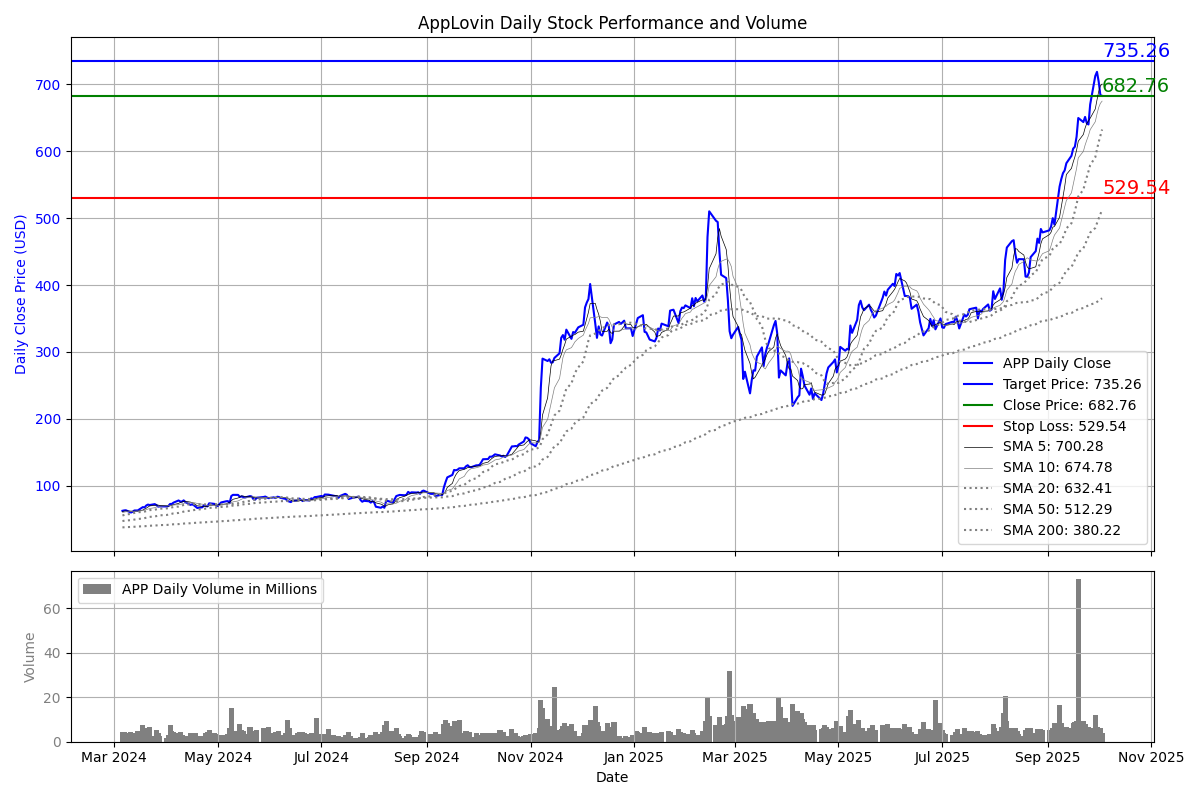 AppLovin Daily Stock Performance and Volume
735.26
682.76
529.54
Daily Close Price (USD)
700
600
500
400
300
200
100
APP Daily Close
Target Price: 735.26
Close Price: 682.76
Stop Loss: 529.54
SMA 5: 700.28
SMA 10: 674.78
SMA 20: 632.41
SMA 50: 512.29
SMA 200: 380.22
APP Daily Volume in Millions
Volume
60
40
20
0
Mar 2024 May 2024 Jul 2024 Sep 2024 Nov 2024 Jan 2025 Mar 2025 May 2025 Jul 2025 Sep 2025 Nov 2025
Date